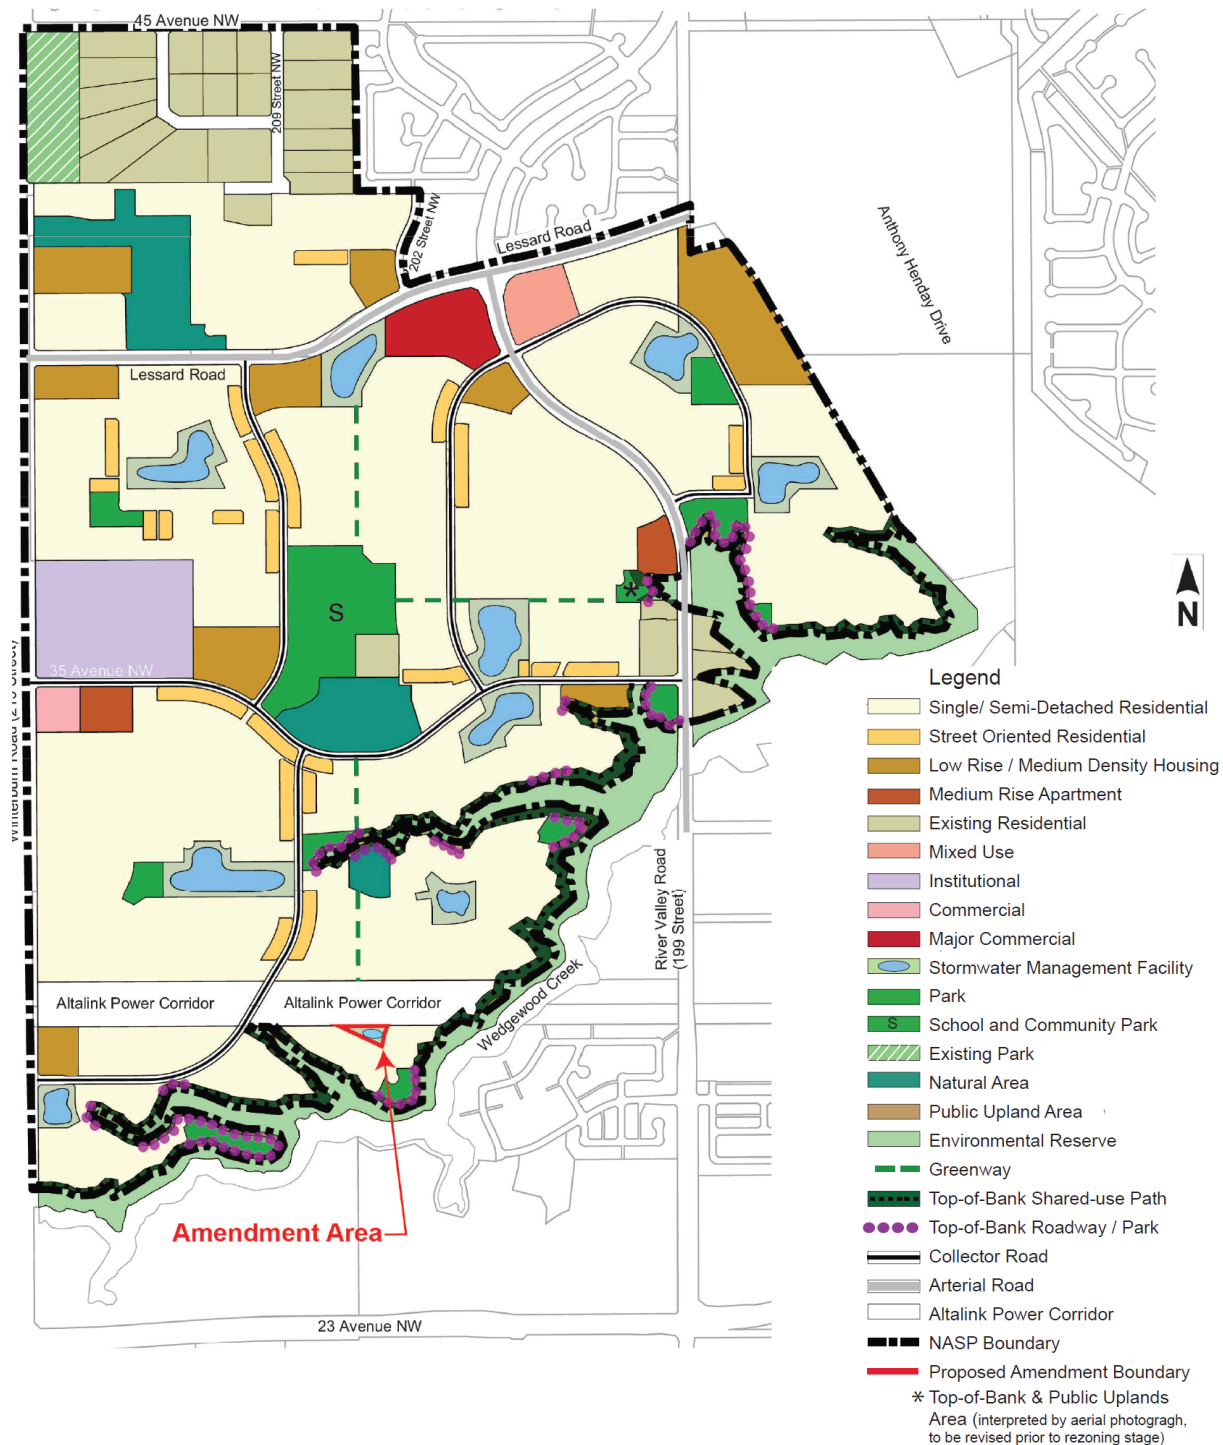 45 Avenue NW
209 Street NW
202 Street NW
Lessard Road
Anthony Henday Drive
Lessard Road
S
*
35 Avenue NW
River Valley Road
(199 Street)
Altalink Power Corridor
Altalink Power Corridor
Wedgewood Creek
Amendment Area
23 Avenue NW
N
Legend
Single/ Semi-Detached Residential
Street Oriented Residential
Low Rise / Medium Density Housing
Medium Rise Apartment
Existing Residential
Mixed Use
Institutional
Commercial
Major Commercial
Stormwater Management Facility
Park
S School and Community Park
Existing Park
Natural Area
Public Upland Area
Environmental Reserve
Greenway
Top-of-Bank Shared-use Path
Top-of-Bank Roadway / Park
Collector Road
Arterial Road
Altalink Power Corridor
NASP Boundary
Proposed Amendment Boundary
* Top-of-Bank & Public Uplands
Area (interpreted by aerial photogragh,
to be revised prior to rezoning stage)